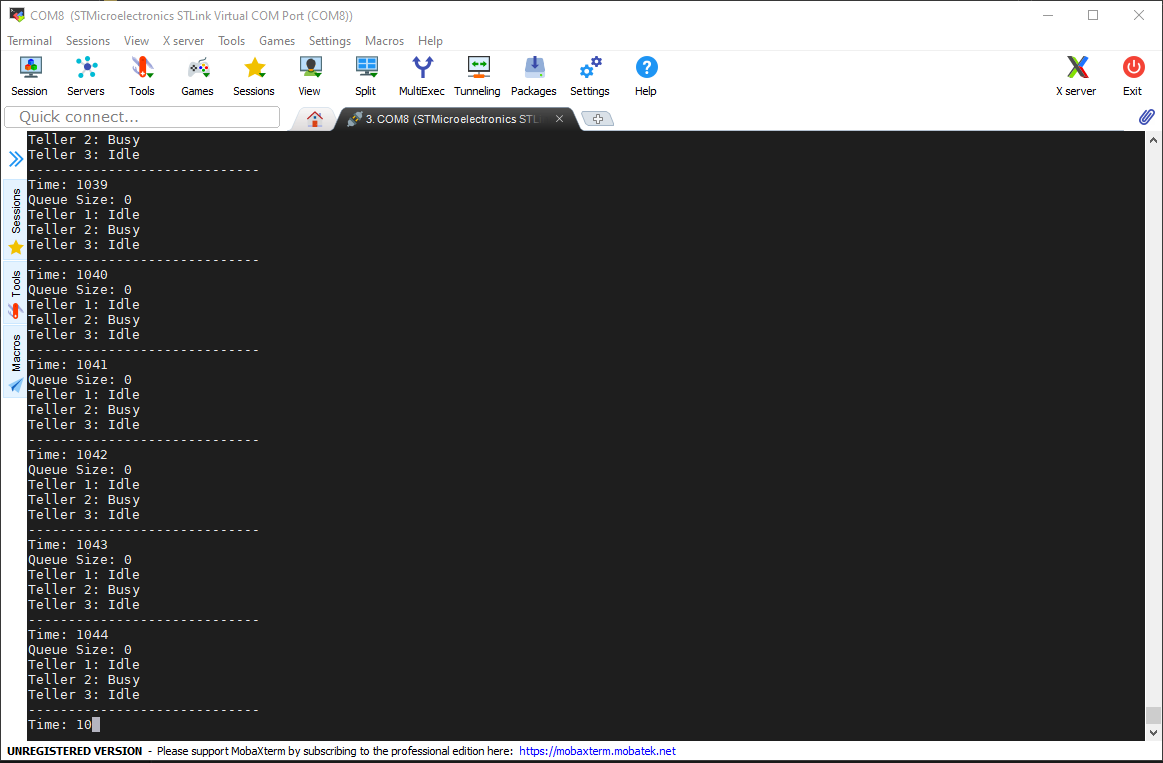 COM8 (STMicroelectronics STLink Virtual COM Port (COM8))
Terminal Sessions View X server Tools Games Settings Macros Help
Session Servers Tools Games Sessions View Split MultiExec Tunneling Packages Settings Help X server Exit
Quick connect...
3. COM8 (STMicroelectronics STL
Sessions
Tools
Macros
Teller 2: Busy
Teller 3: Idle
-----------------------------
Time: 1039
Queue Size: 0
Teller 1: Idle
Teller 2: Busy
Teller 3: Idle
-----------------------------
Time: 1040
Queue Size: 0
Teller 1: Idle
Teller 2: Busy
Teller 3: Idle
-----------------------------
Time: 1041
Queue Size: 0
Teller 1: Idle
Teller 2: Busy
Teller 3: Idle
-----------------------------
Time: 1042
Queue Size: 0
Teller 1: Idle
Teller 2: Busy
Teller 3: Idle
-----------------------------
Time: 1043
Queue Size: 0
Teller 1: Idle
Teller 2: Busy
Teller 3: Idle
-----------------------------
Time: 1044
Queue Size: 0
Teller 1: Idle
Teller 2: Busy
Teller 3: Idle
-----------------------------
Time: 10
UNREGISTERED VERSION - Please support MobaXterm by subscribing to the professional edition here: https://mobaxterm.mobatek.net